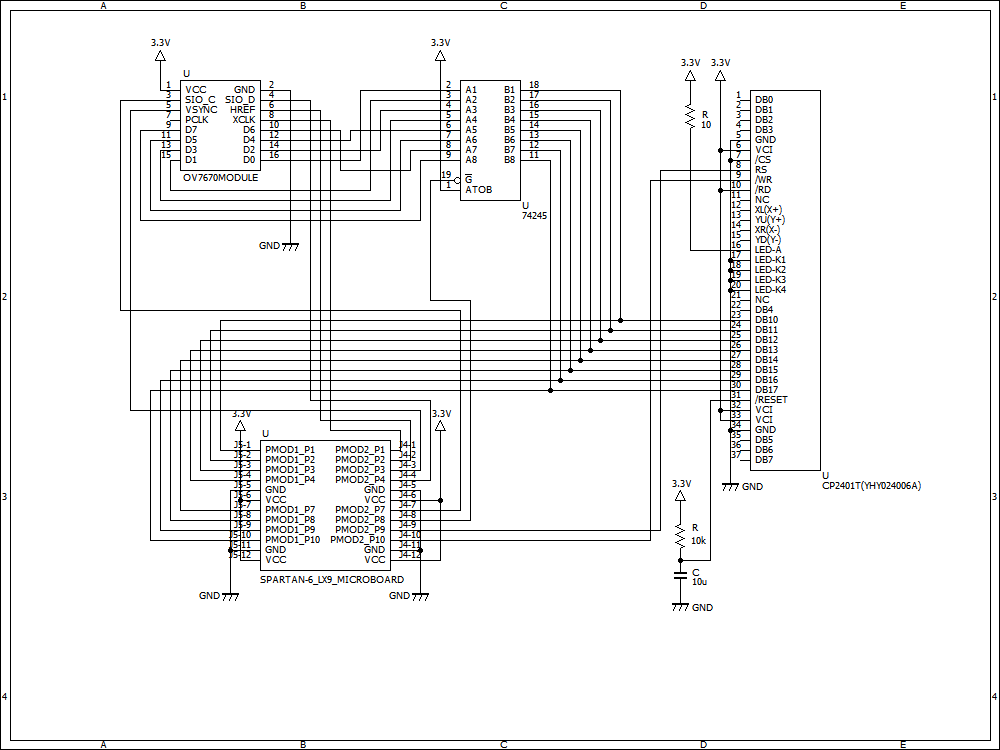 A B C D E
3.3V 3.3V
3.3V 3.3V
U
1 VCC GND 2
3 SIO_C SIO_D 4
5 VSYNC HREF 6
7 PCLK XCLK 8
9 D7 D6 10
11 D5 D4 12
13 D3 D2 14
15 D1 D0 16
OV7670MODULE
GND
2 A1 B1 18
3 A2 B2 17
4 A3 B3 16
5 A4 B4 15
6 A5 B5 14
7 A6 B6 13
8 A7 B7 12
9 A8 B8 11
19 G
1 ATOB
U
74245
R
10
1 DB0
2 DB1
3 DB2
4 DB3
5 GND
6 VCI
7 /CS
8 RS
9 /WR
10 /RD
11 NC
12 XL(X+)
13 YU(Y+)
14 XR(X-)
15 YD(Y-)
16 LED-A
17 LED-K1
18 LED-K2
19 LED-K3
20 LED-K4
21 NC
22 DB4
23 DB10
24 DB11
25 DB12
26 DB13
27 DB14
28 DB15
29 DB16
30 DB17
31 /RESET
32 VCI
33 VCI
34 GND
35 DB5
36 DB6
37 DB7
U
CP2401T(YHY024006A)
GND
3.3V 3.3V
U
J5-1 PMOD1_P1 PMOD2_P1 J4-1
J5-2 PMOD1_P2 PMOD2_P2 J4-2
J5-3 PMOD1_P3 PMOD2_P3 J4-3
J5-4 PMOD1_P4 PMOD2_P4 J4-4
J5-5 GND GND J4-5
J5-6 VCC VCC J4-6
J5-7 PMOD1_P7 PMOD2_P7 J4-7
J5-8 PMOD1_P8 PMOD2_P8 J4-8
J5-9 PMOD1_P9 PMOD2_P9 J4-9
J5-10 PMOD1_P10 PMOD2_P10 J4-10
J5-11 GND GND J4-11
J5-12 VCC VCC J4-12
SPARTAN-6_LX9_MICROBOARD
GND GND
3.3V
R
10k
C
10u
GND
1 1
2 2
3 3
4 4
A B C D E